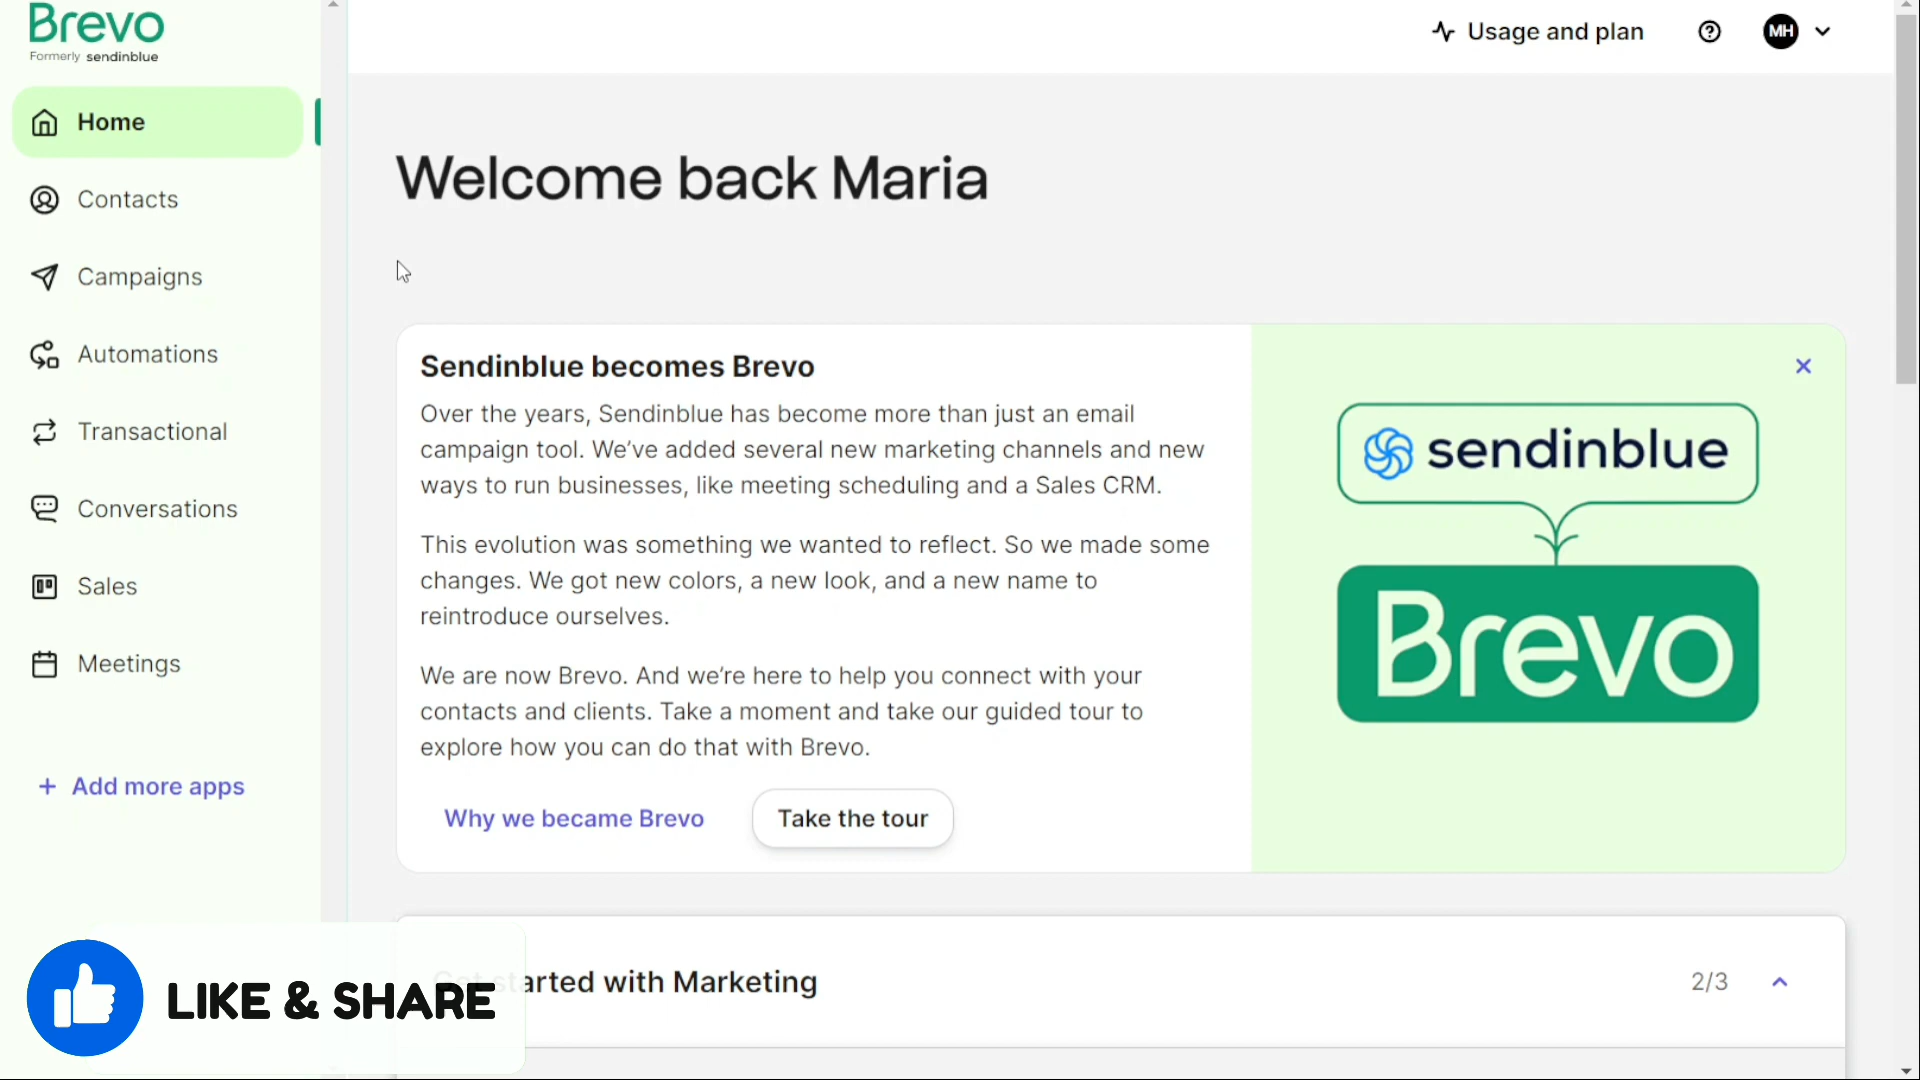 Brevo
Formerly sendinblue
Usage and plan
MH
Home
Contacts
Campaigns
Automations
Transactional
Conversations
Sales
Meetings
+ Add more apps
Welcome back Maria
Sendinblue becomes Brevo
Over the years, Sendinblue has become more than just an email
campaign tool. We’ve added several new marketing channels and new
ways to run businesses, like meeting scheduling and a Sales CRM.
This evolution was something we wanted to reflect. So we made some
changes. We got new colors, a new look, and a new name to
reintroduce ourselves.
We are now Brevo. And we’re here to help you connect with your
contacts and clients. Take a moment and take our guided tour to
explore how you can do that with Brevo.
Why we became Brevo
Take the tour
sendinblue
Brevo
Get started with Marketing
2/3
LIKE & SHARE